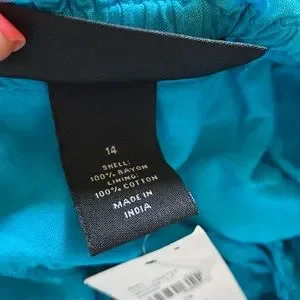 14
SHELL:
100% RAYON
LINING:
100% COTTON
MADE IN
INDIA